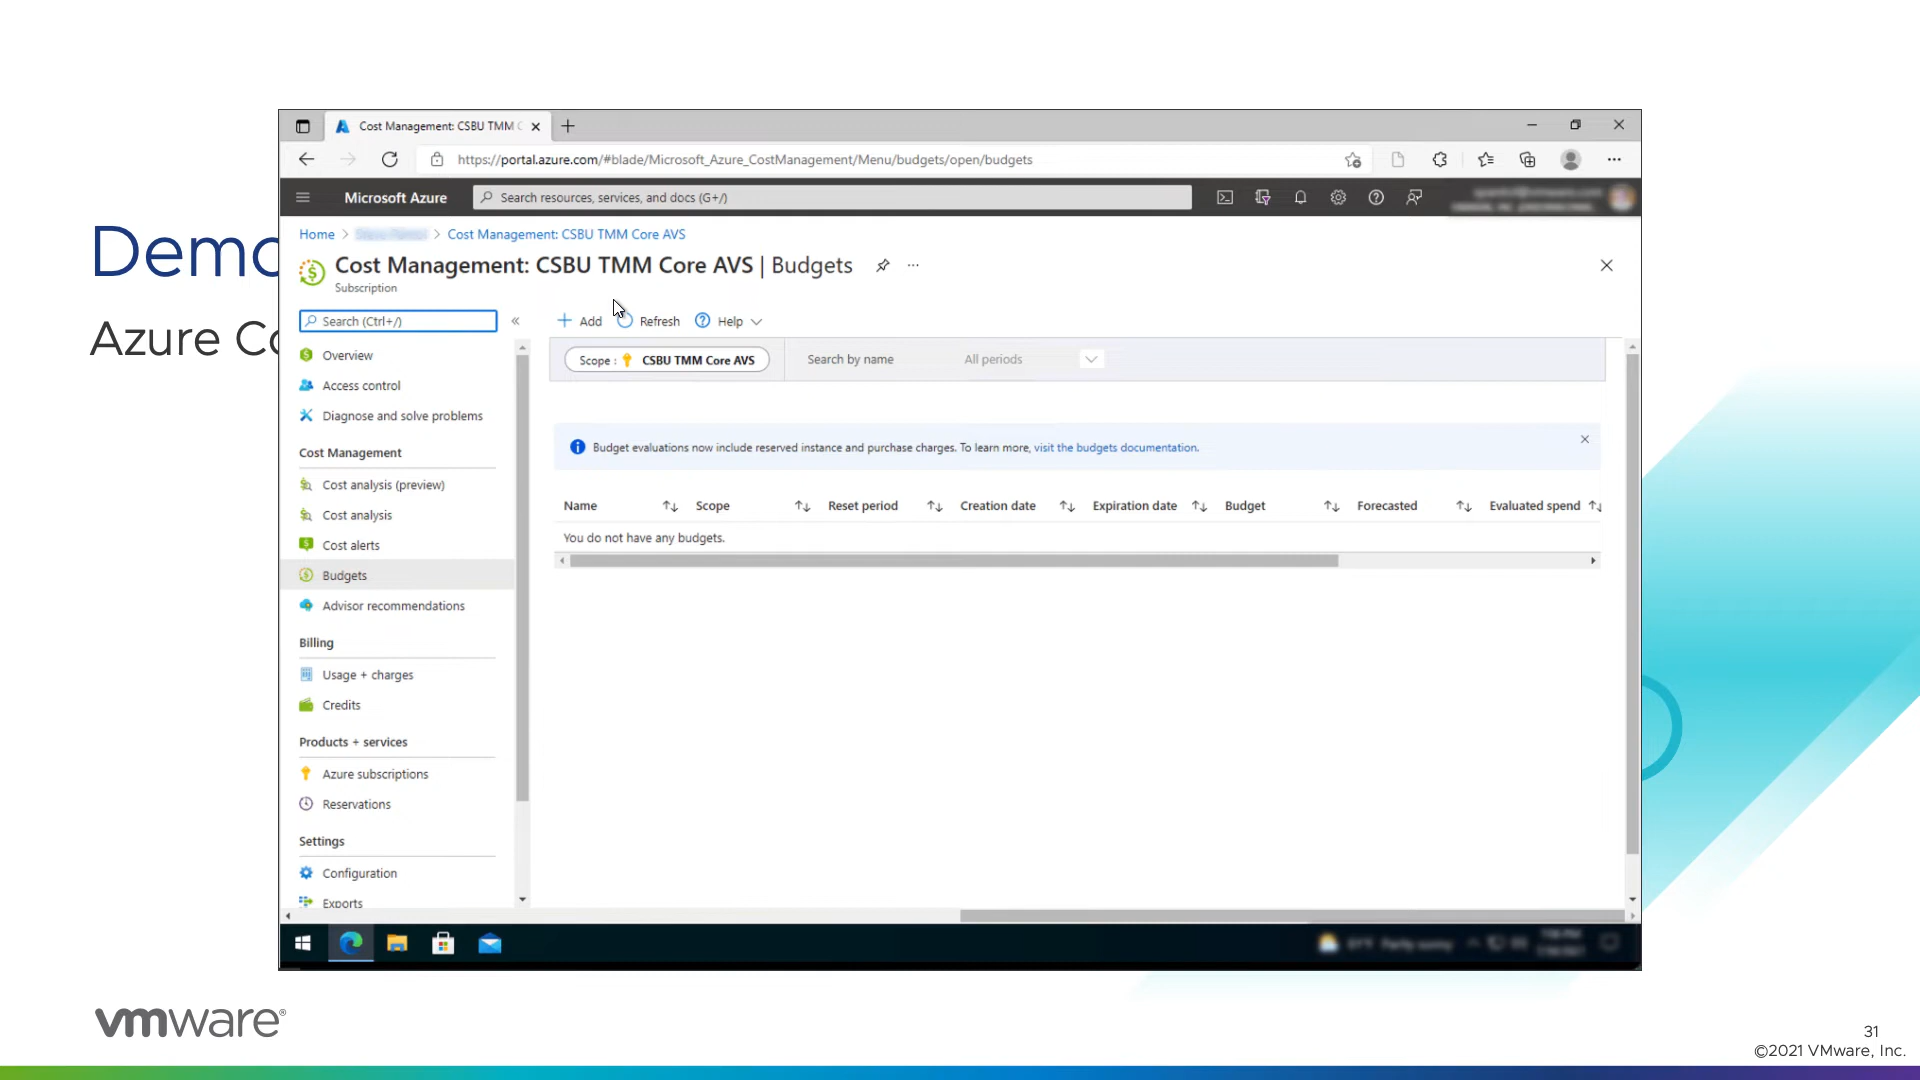 Demo
Azure Co
Cost Management: CSBU TMM C
https://portal.azure.com/#blade/Microsoft_Azure_CostManagement/Menu/budgets/open/budgets
Microsoft Azure
Search resources, services, and docs (G+/)
Home > > Cost Management: CSBU TMM Core AVS
Cost Management: CSBU TMM Core AVS | Budgets
Subscription
Search (Ctrl+/)
Overview
Access control
Diagnose and solve problems
Cost Management
Cost analysis (preview)
Cost analysis
Cost alerts
Budgets
Advisor recommendations
Billing
Usage + charges
Credits
Products + services
Azure subscriptions
Reservations
Settings
Configuration
Exports
Add Refresh Help
Scope : CSBU TMM Core AVS Search by name All periods
Budget evaluations now include reserved instance and purchase charges. To learn more, visit the budgets documentation.
Name Scope Reset period Creation date Expiration date Budget Forecasted Evaluated spend
You do not have any budgets.
vmware®
31
©2021 VMware, Inc.